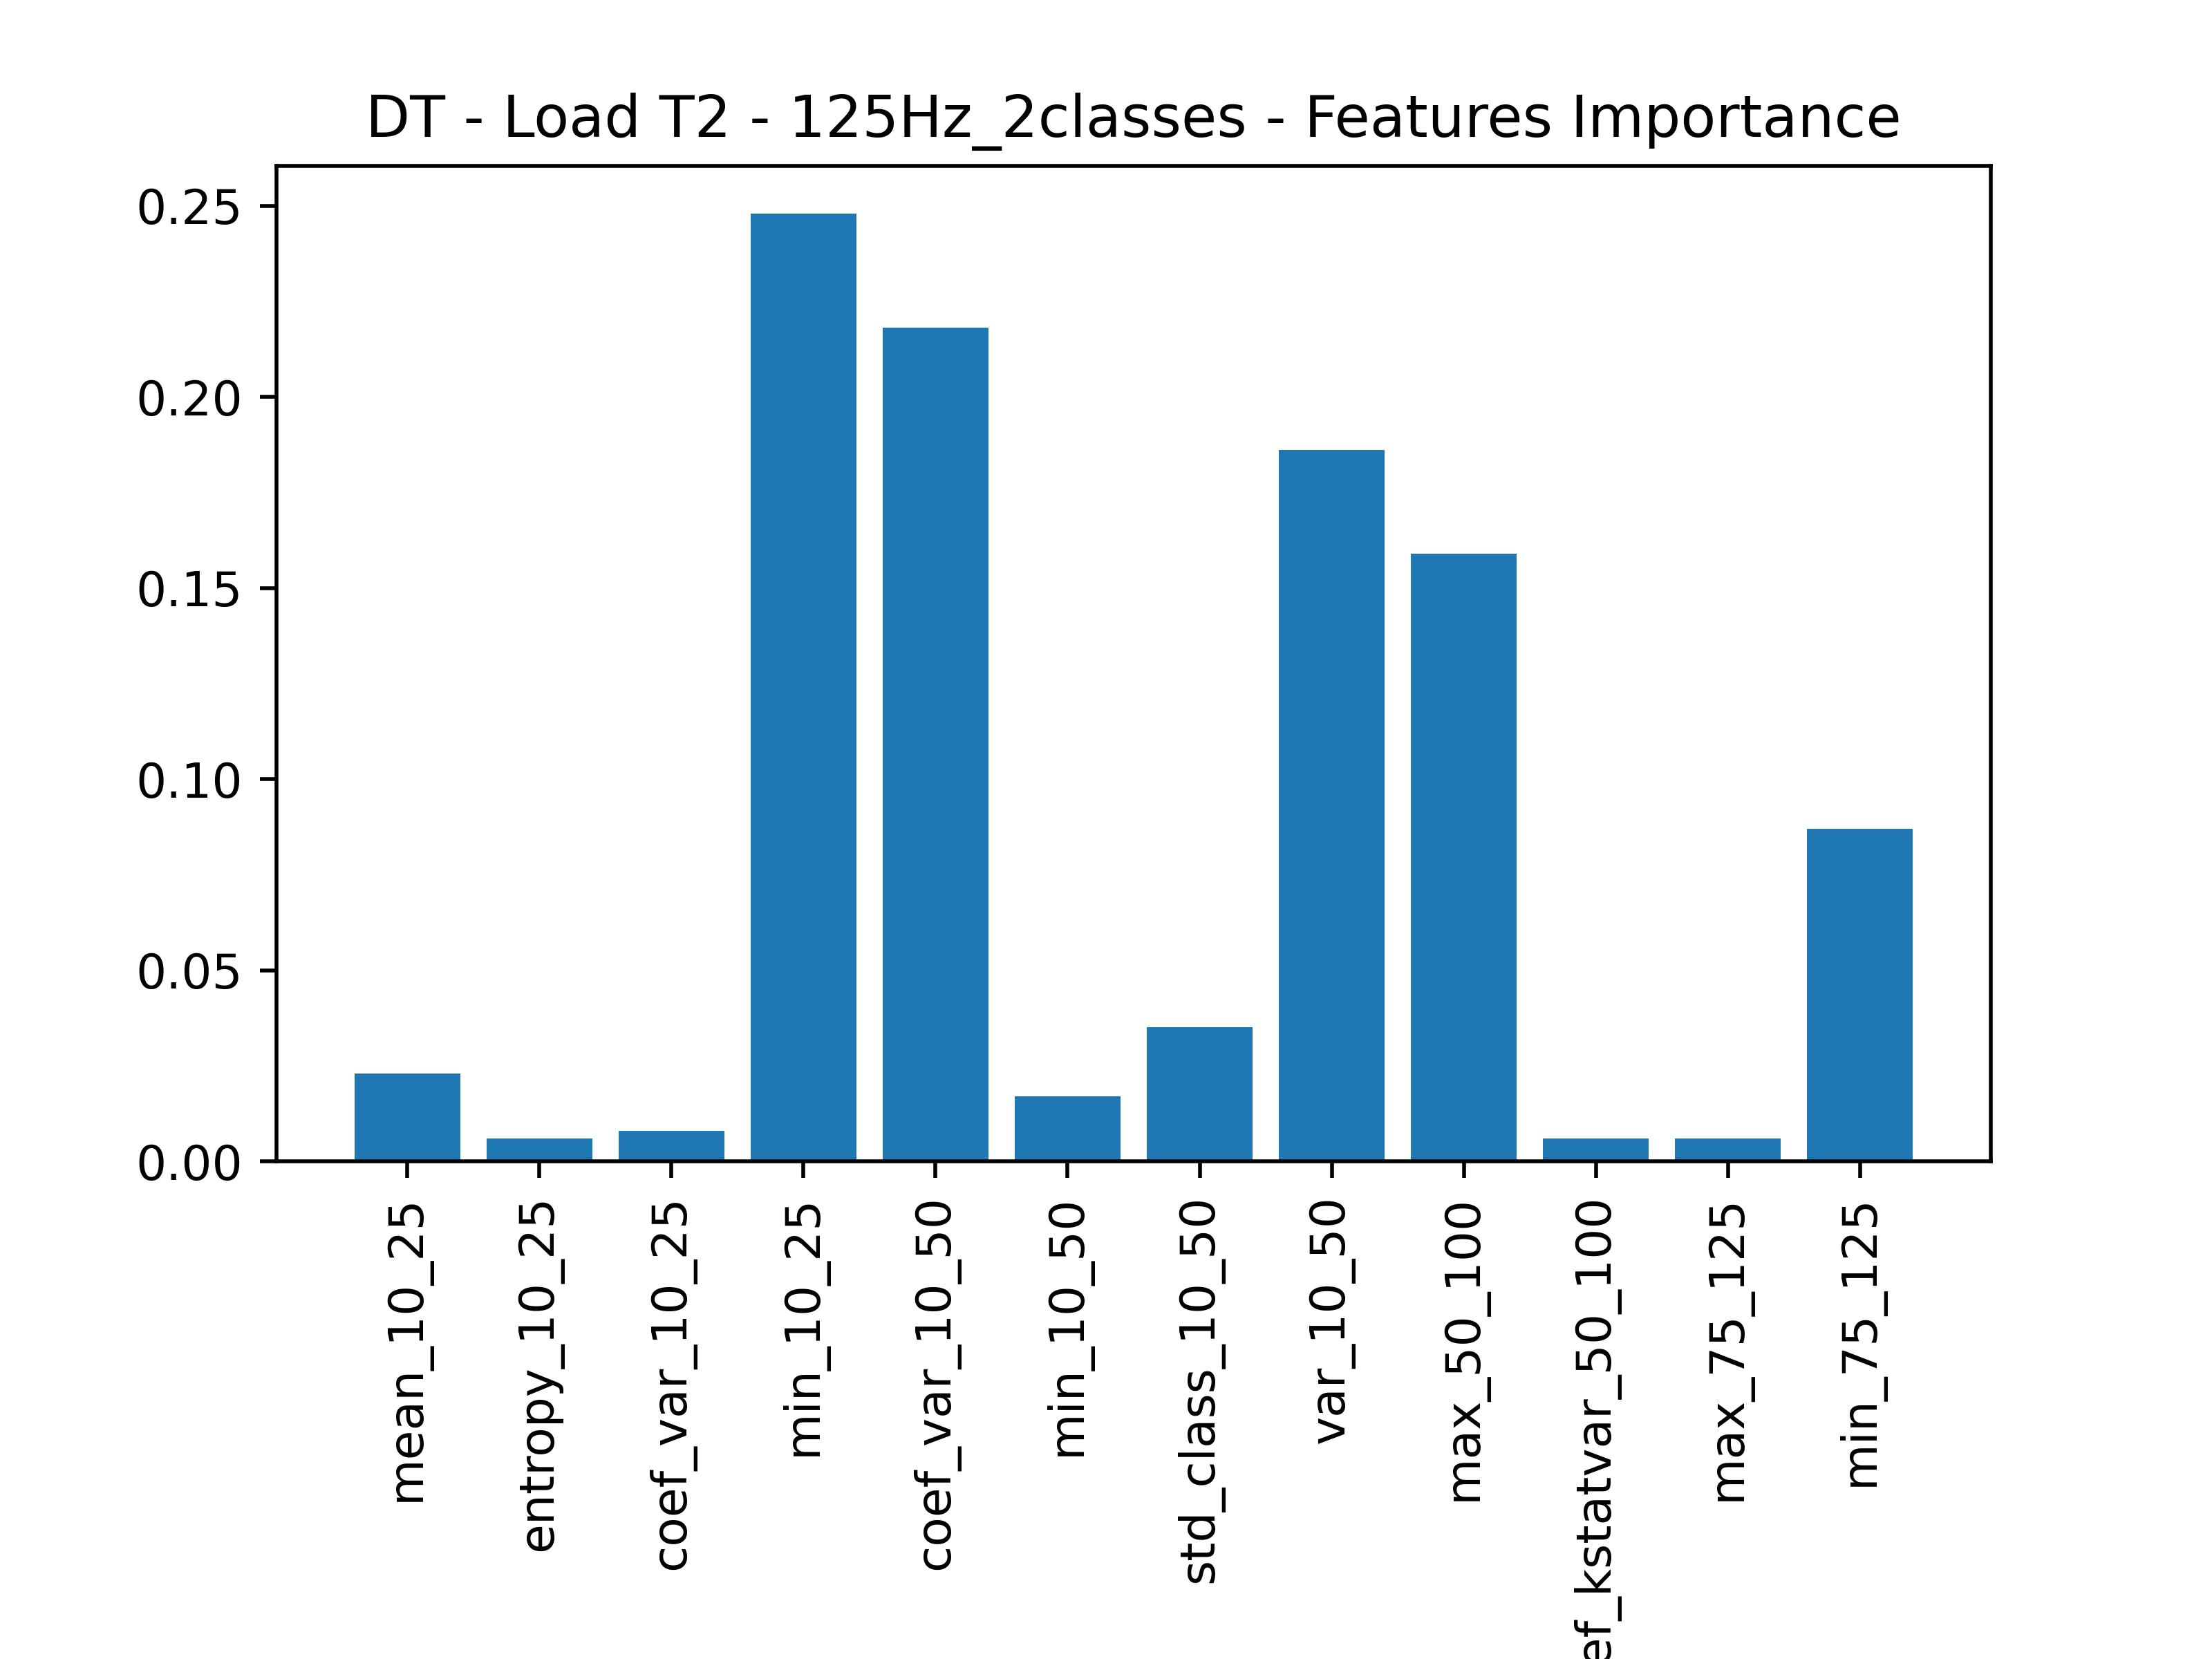 DT - Load T2 - 125Hz_2classes - Features Importance
0.25
0.20
0.15
0.10
0.05
0.00
mean_10_25
entropy_10_25
coef_var_10_25
min_10_25
coef_var_10_50
min_10_50
std_class_10_50
var_10_50
max_50_100
ef_kstatvar_50_100
max_75_125
min_75_125